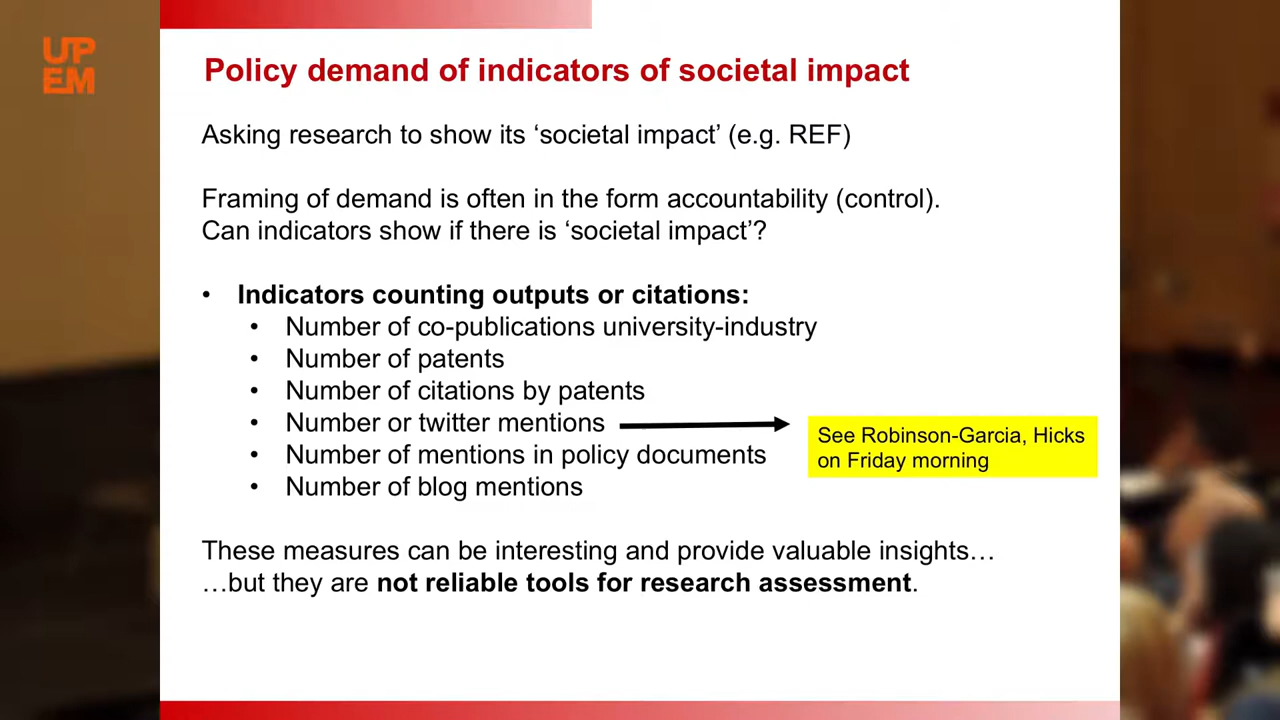 UP
EM
Policy demand of indicators of societal impact
Asking research to show its ‘societal impact’ (e.g. REF)
Framing of demand is often in the form accountability (control).
Can indicators show if there is ‘societal impact’?
• Indicators counting outputs or citations:
• Number of co-publications university-industry
• Number of patents
• Number of citations by patents
• Number or twitter mentions
See Robinson-Garcia, Hicks
on Friday morning
• Number of mentions in policy documents
• Number of blog mentions
These measures can be interesting and provide valuable insights…
…but they are not reliable tools for research assessment.